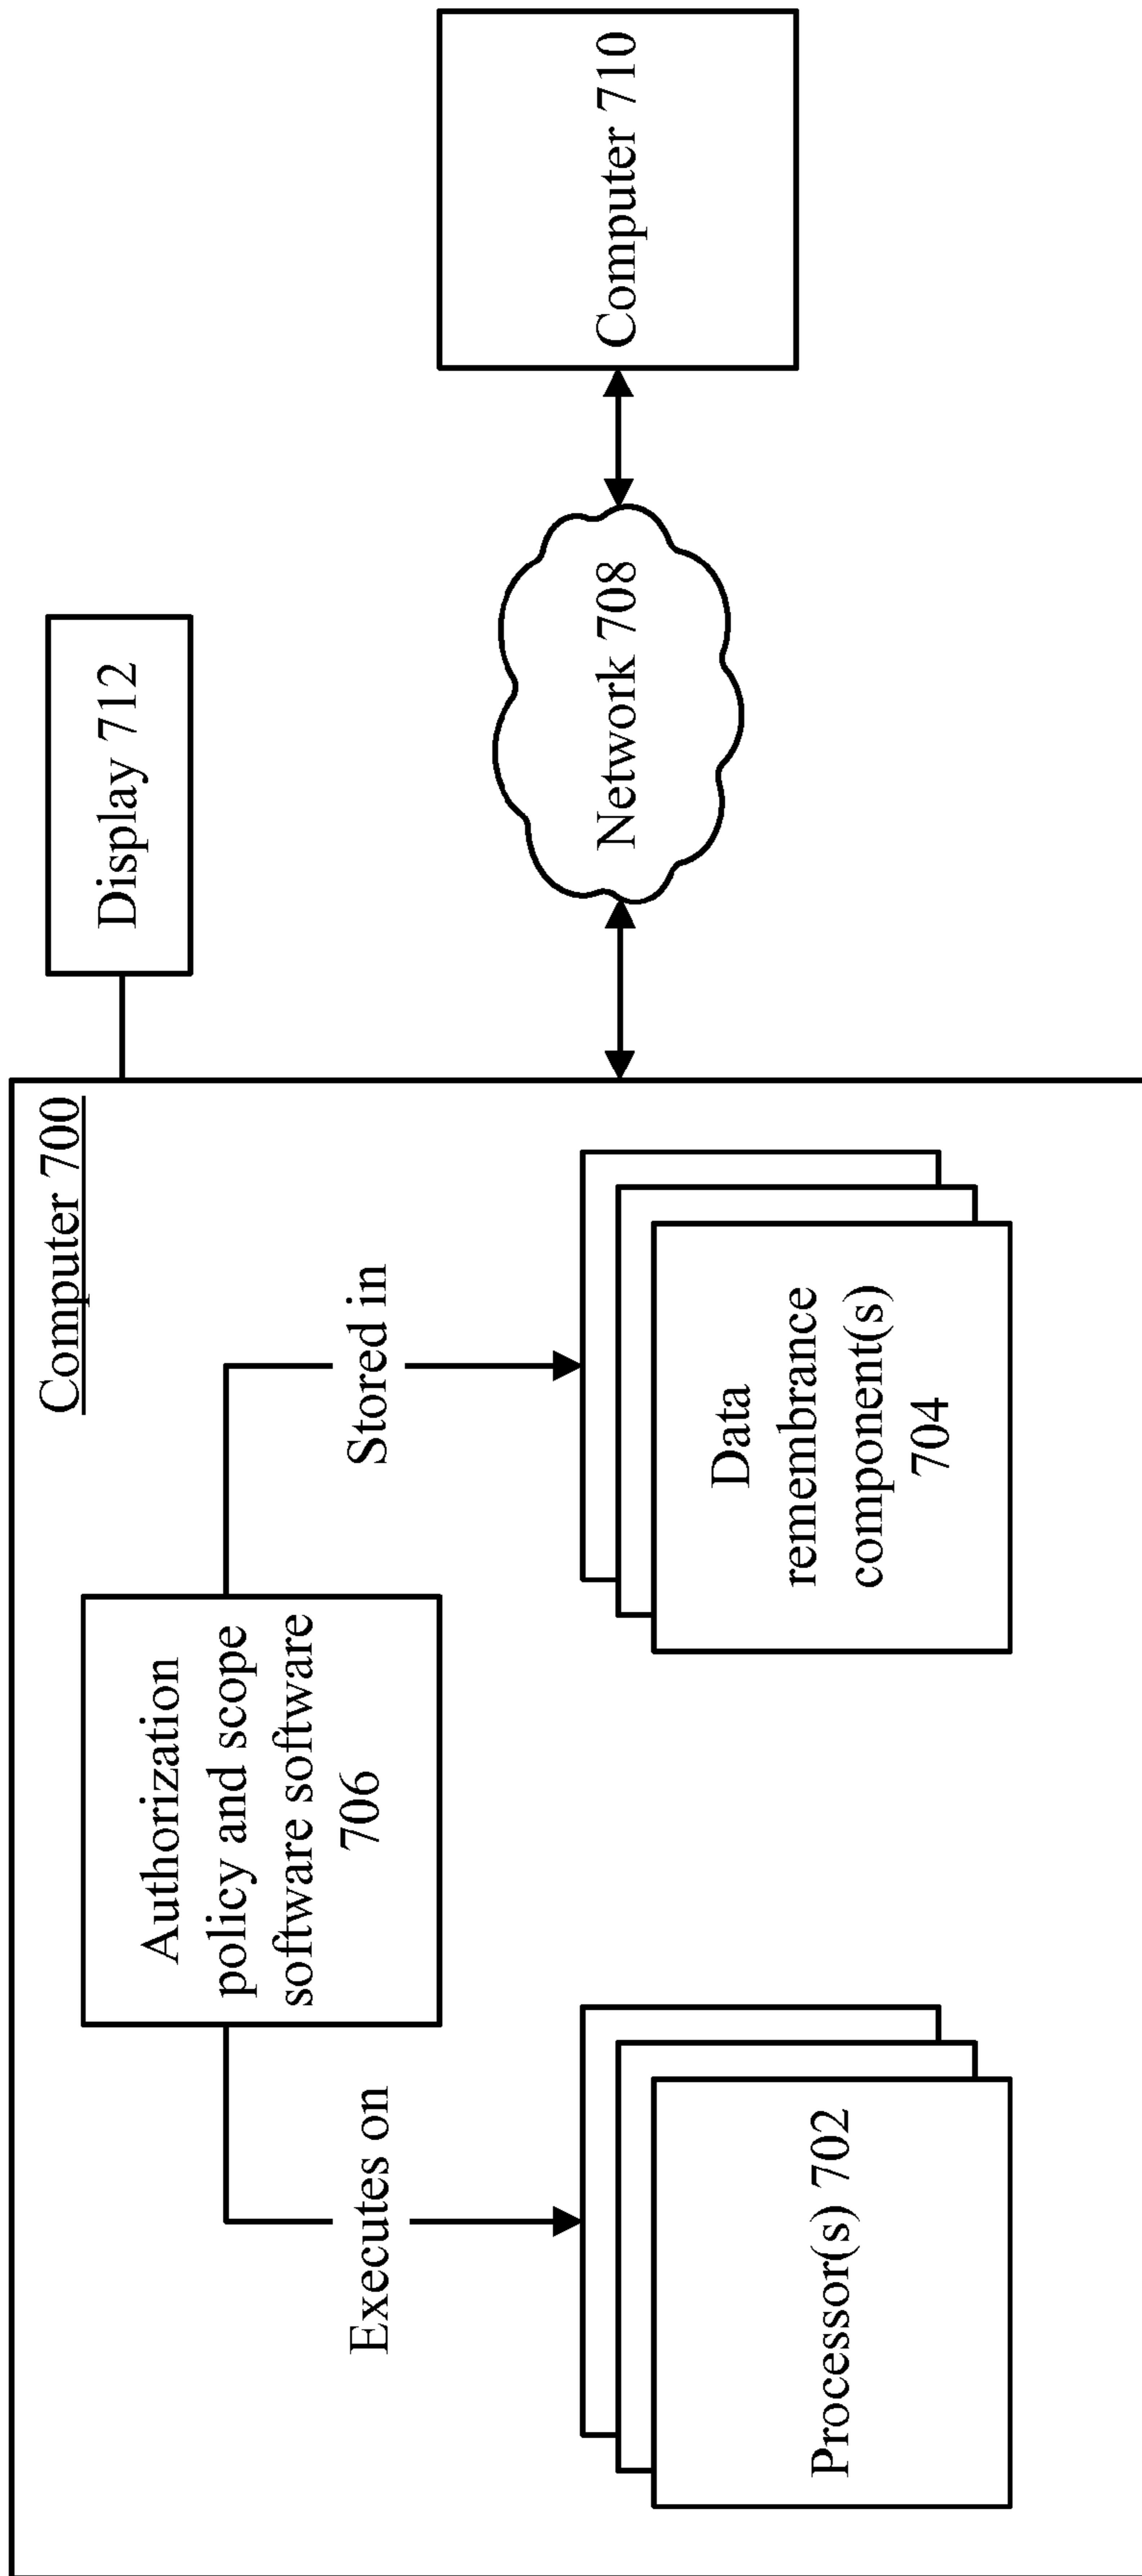 Computer 700
Authorization
policy and scope
software software
706
Executes on
Stored in
Processor(s) 702
Data
remembrance
component(s)
704
Display 712
Network 708
Computer 710